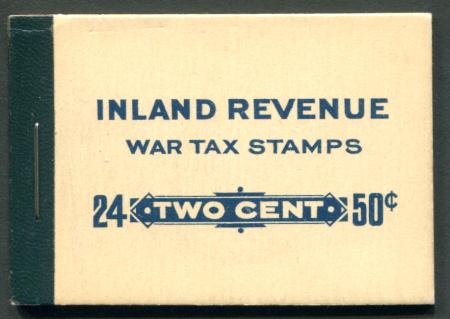 INLAND REVENUE
WAR TAX STAMPS
24 TWO CENT 50¢